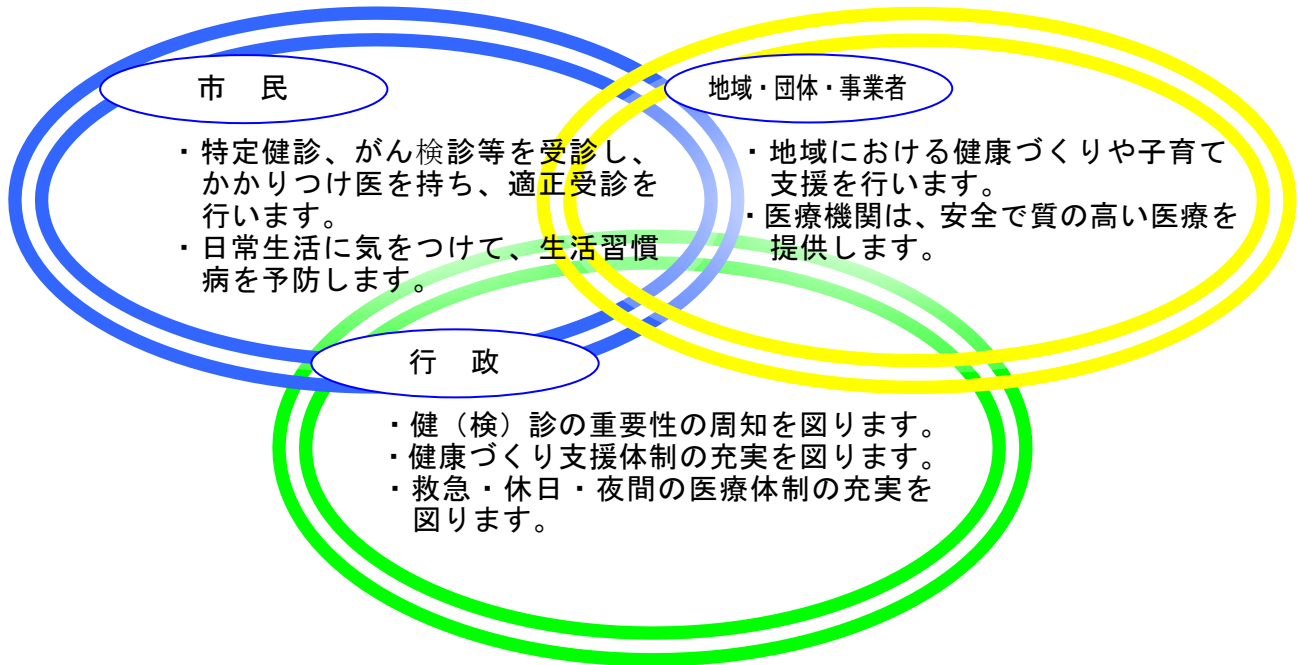 市　民
・特定健診、がん検診等を受診し、
かかりつけ医を持ち、適正受診を
行います。
・日常生活に気をつけて、生活習慣
病を予防します。
地域・団体・事業者
・地域における健康づくりや子育て
支援を行います。
・医療機関は、安全で質の高い医療を
提供します。
行　政
・健（検）診の重要性の周知を図ります。
・健康づくり支援体制の充実を図ります。
・救急・休日・夜間の医療体制の充実を
図ります。